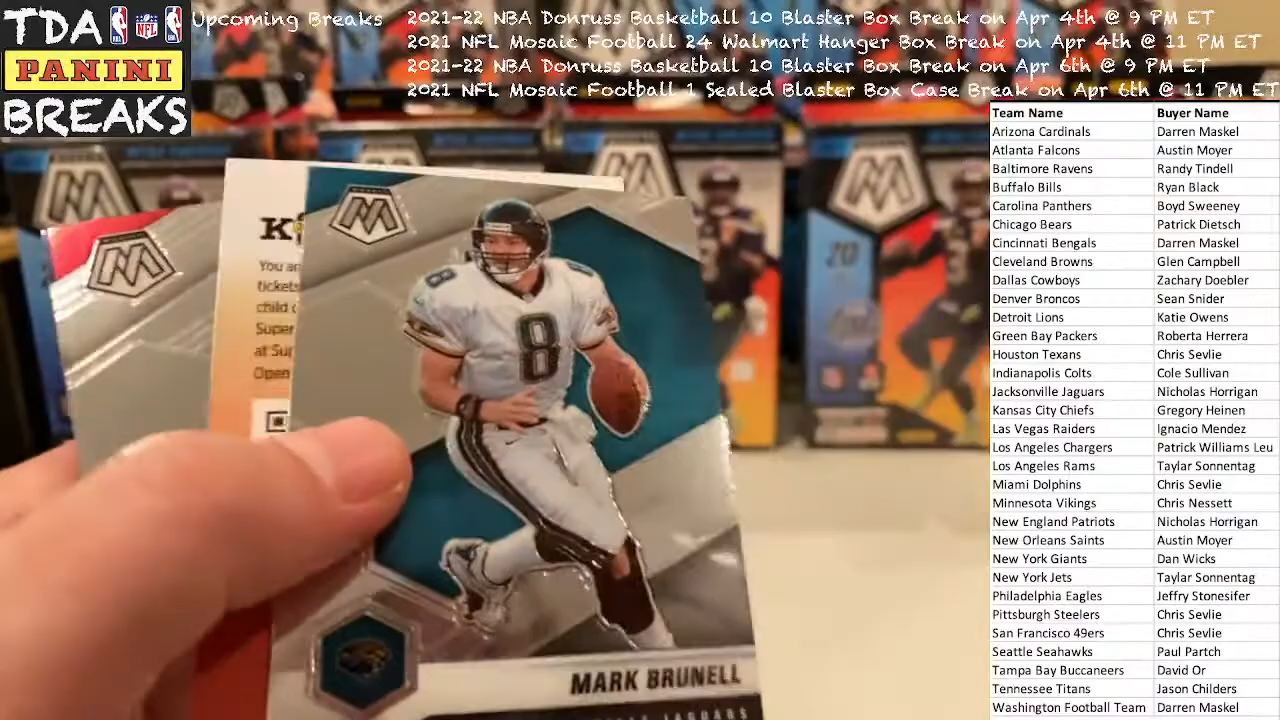 TDA
PANINI
BREAKS
Upcoming Breaks
2021-22 NBA Donruss Basketball 10 Blaster Box Break on Apr 4th @ 9 PM ET
2021 NFL Mosaic Football 24 Walmart Hanger Box Break on Apr 4th @ 11 PM ET
2021-22 NBA Donruss Basketball 10 Blaster Box Break on Apr 6th @ 9 PM ET
2021 NFL Mosaic Football 1 Sealed Blaster Box Case Break on Apr 6th @ 11 PM ET
Team Name Buyer Name
Arizona Cardinals Darren Maskel
Atlanta Falcons Austin Moyer
Baltimore Ravens Randy Tindell
Buffalo Bills Ryan Black
Carolina Panthers Boyd Sweeney
Chicago Bears Patrick Dietsch
Cincinnati Bengals Darren Maskel
Cleveland Browns Glen Campbell
Dallas Cowboys Zachary Doebler
Denver Broncos Sean Snider
Detroit Lions Katie Owens
Green Bay Packers Roberta Herrera
Houston Texans Chris Sevlie
Indianapolis Colts Cole Sullivan
Jacksonville Jaguars Nicholas Horrigan
Kansas City Chiefs Gregory Heinen
Las Vegas Raiders Ignacio Mendez
Los Angeles Chargers Patrick Williams Leu
Los Angeles Rams Taylar Sonnentag
Miami Dolphins Chris Sevlie
Minnesota Vikings Chris Nessett
New England Patriots Nicholas Horrigan
New Orleans Saints Austin Moyer
New York Giants Dan Wicks
New York Jets Taylar Sonnentag
Philadelphia Eagles Jeffry Stonesifer
Pittsburgh Steelers Chris Sevlie
San Francisco 49ers Chris Sevlie
Seattle Seahawks Paul Partch
Tampa Bay Buccaneers David Or
Tennessee Titans Jason Childers
Washington Football Team Darren Maskel
You
tickets
child
Super
at
Open
8
8
MARK BRUNELL
JAGUARS
20